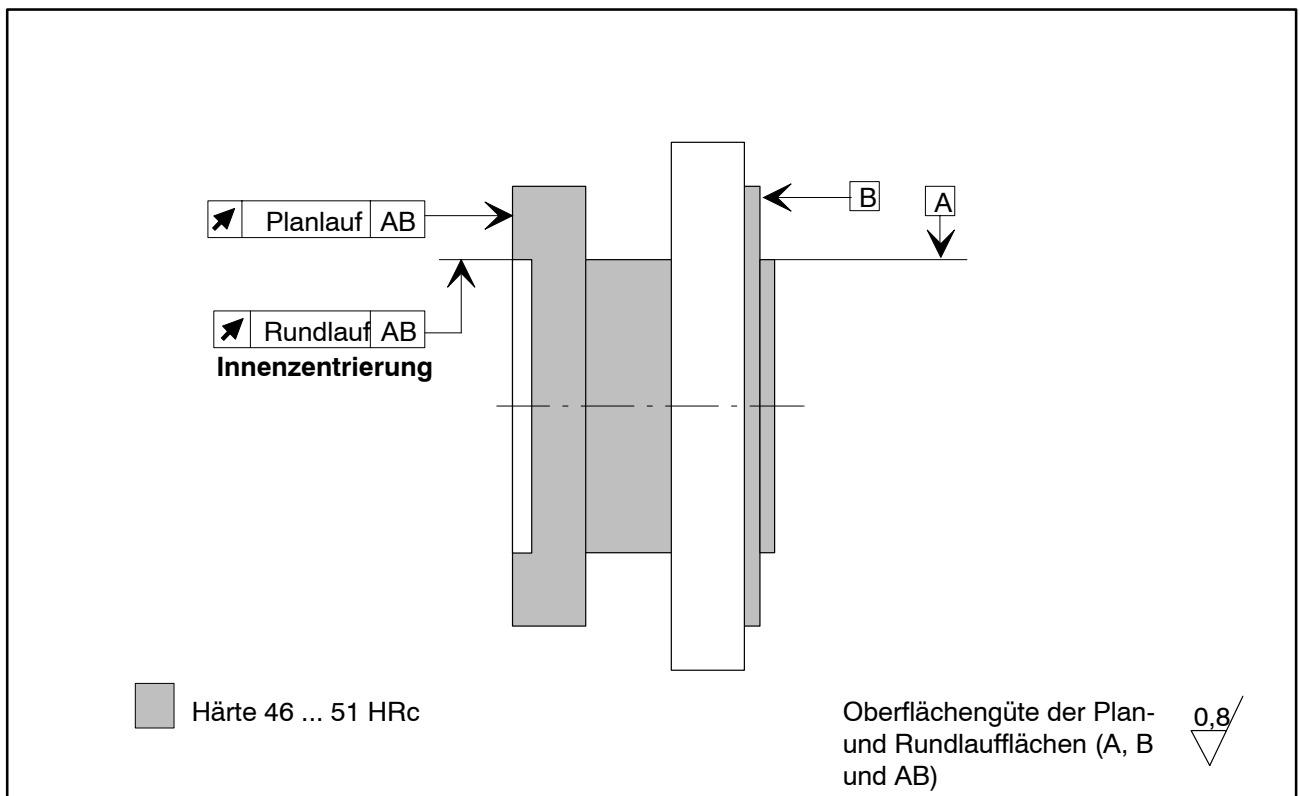 B
A
Planlauf AB
Rundlauf AB
Innenzentrierung
Härte 46 ... 51 HRc
Oberflächengüte der Plan-
und Rundlaufflächen (A, B
und AB)
0,8